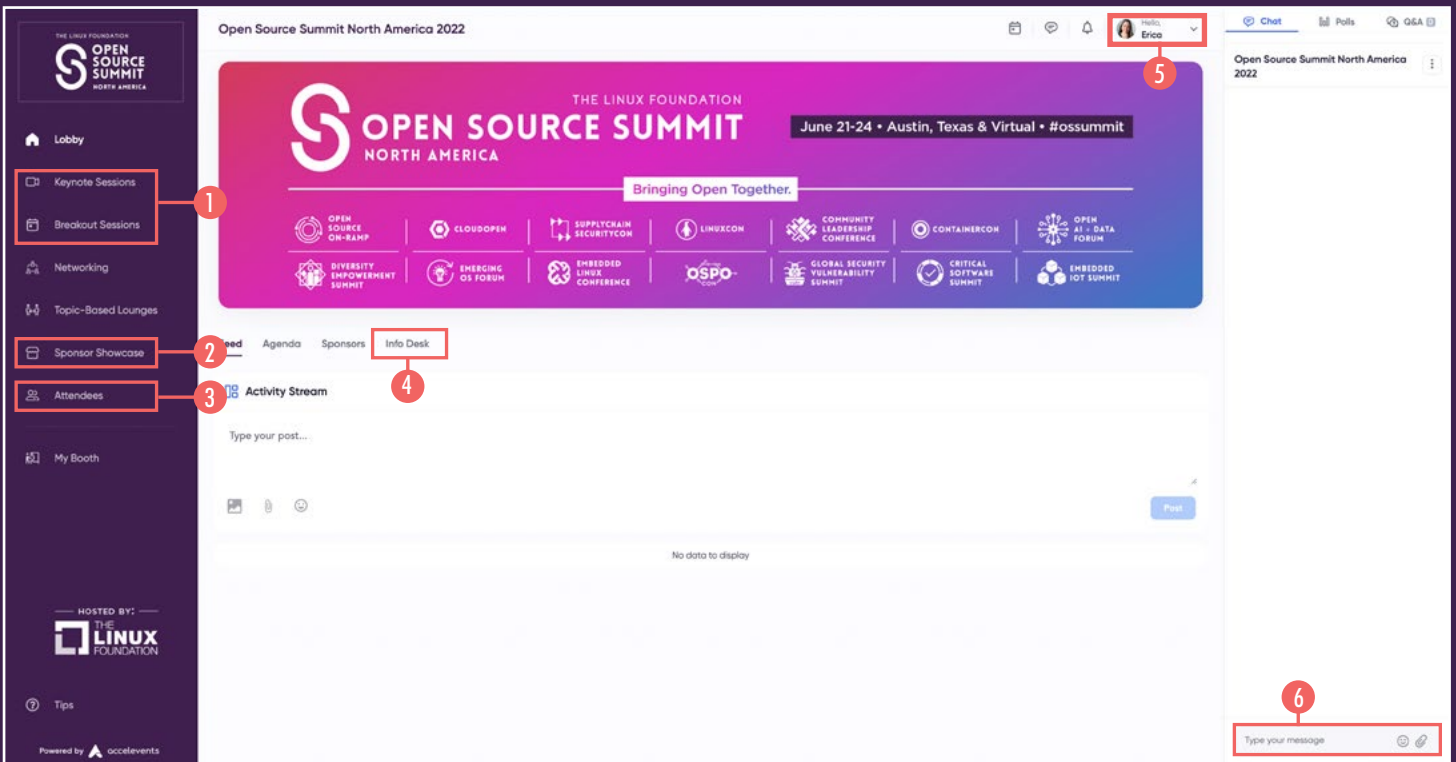 THE LINUX FOUNDATION
OPEN
SOURCE
SUMMIT
NORTH AMERICA
Lobby
Keynote Sessions
Breakout Sessions
1
Networking
Topic-Based Lounges
Sponsor Showcase
2
Attendees
3
My Booth
HOSTED BY:
THE
LINUX
FOUNDATION
Tips
Powered by accelevents
Open Source Summit North America 2022
Hello,
Erica
5
THE LINUX FOUNDATION
OPEN SOURCE SUMMIT
NORTH AMERICA
June 21-24 • Austin, Texas & Virtual • #ossummit
Bringing Open Together.
OPEN
SOURCE
ON-RAMP
CLOUDOPEN
SUPPLYCHAIN
SECURITYCON
LINUXCON
COMMUNITY
LEADERSHIP
CONFERENCE
CONTAINERCON
OPEN
AI + DATA
FORUM
DIVERSITY
EMPOWERMENT
SUMMIT
EMERGING
OS FORUM
EMBEDDED
LINUX
CONFERENCE
OSPO
CON
GLOBAL SECURITY
VULNERABILITY
SUMMIT
CRITICAL
SOFTWARE
SUMMIT
EMBEDDED
IOT SUMMIT
Feed Agenda Sponsors Info Desk
4
Activity Stream
Type your post...
Post
No data to display
Chat Polls Q&A
Open Source Summit North America
2022
6
Type your message